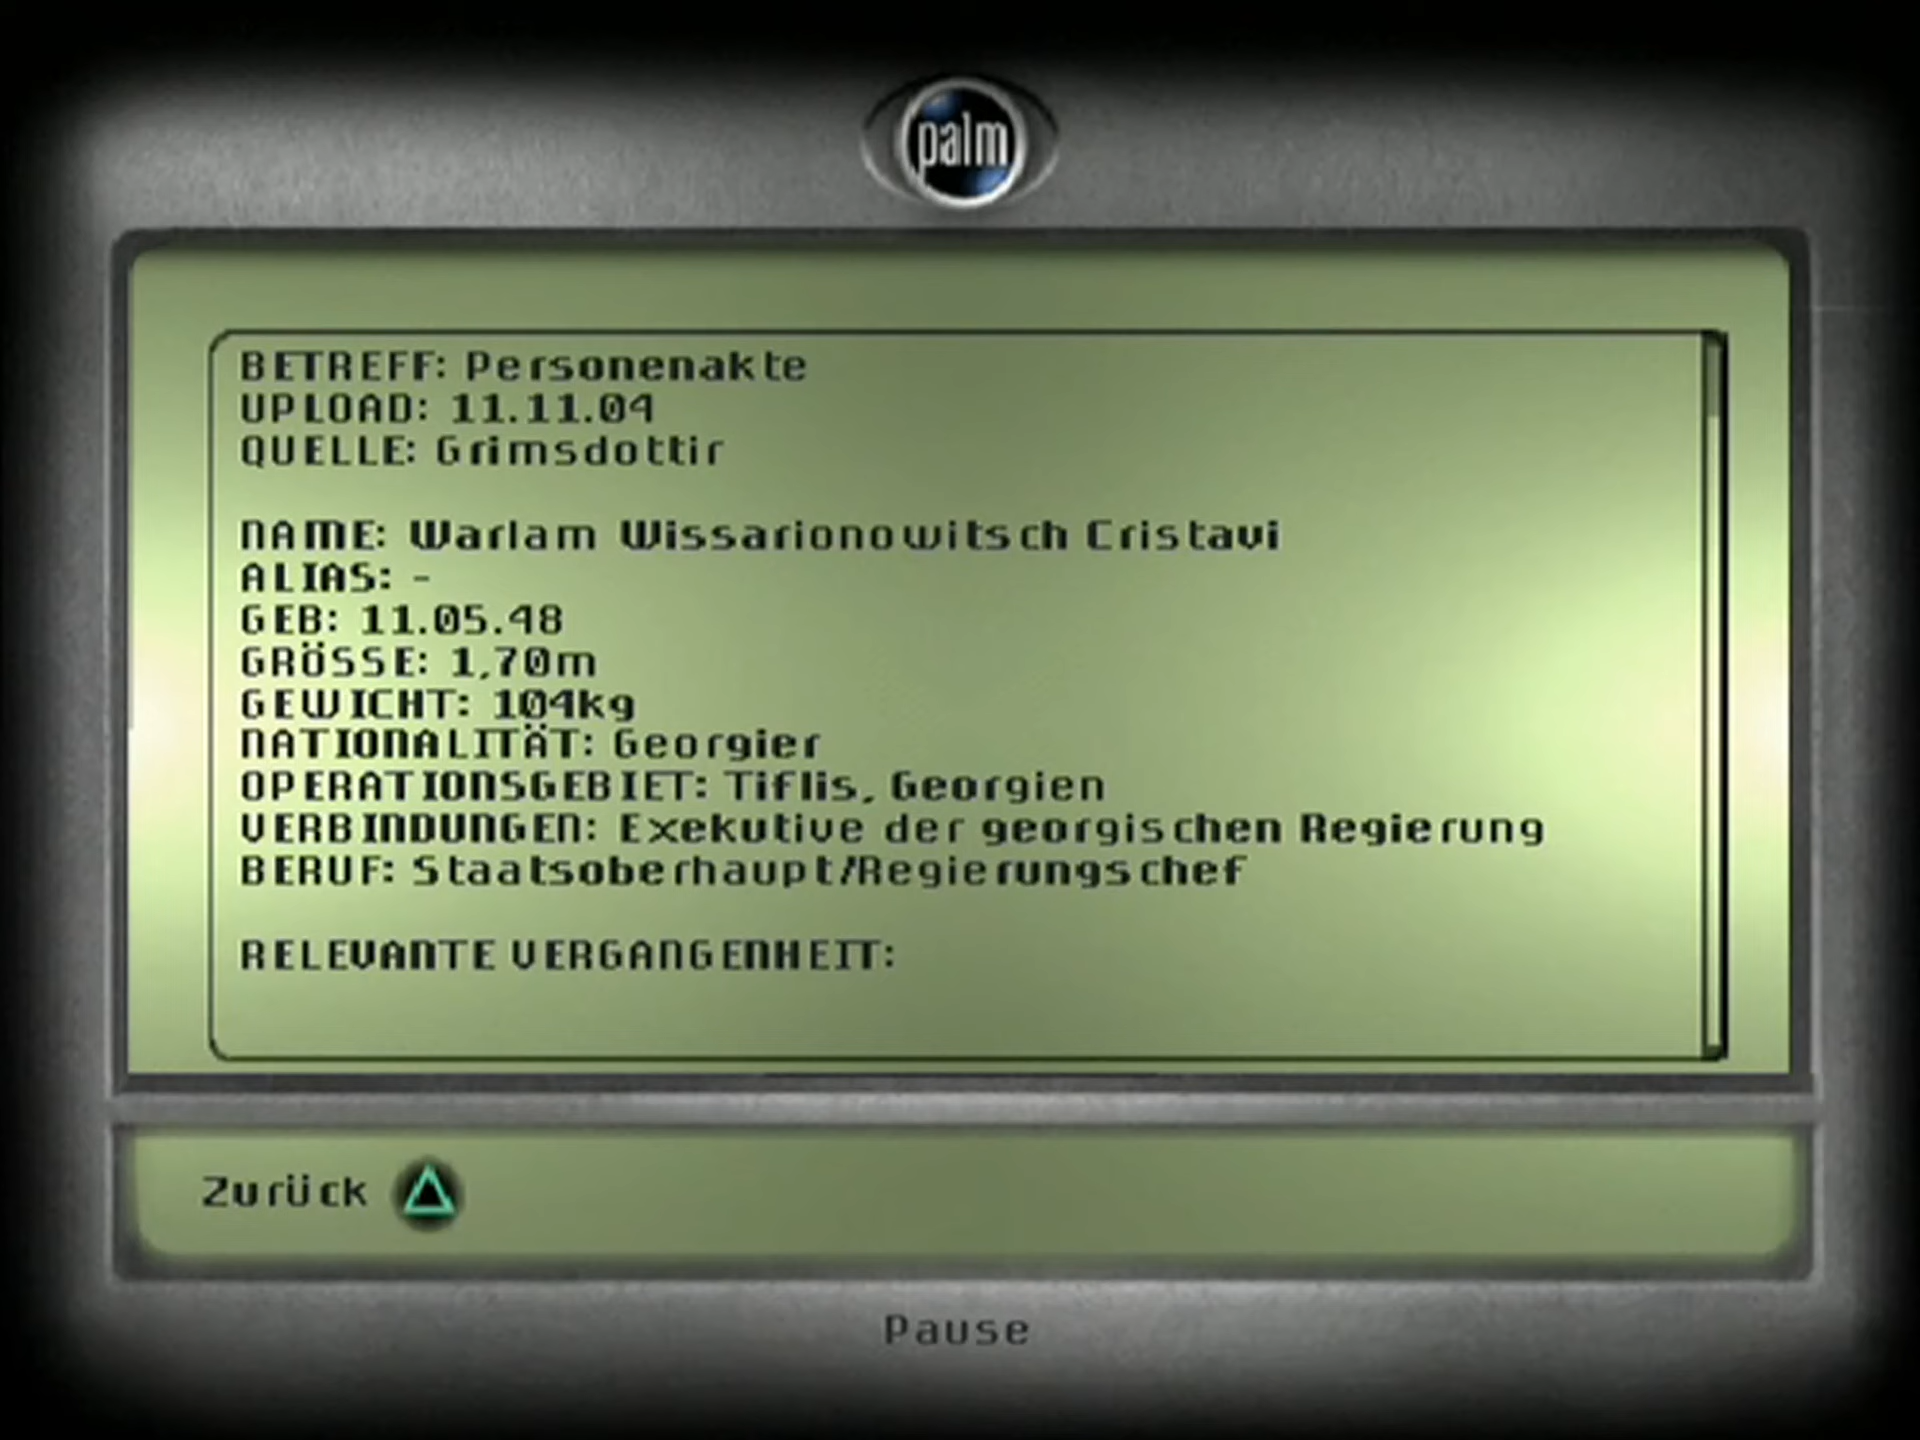 palm
BETREFF: Personenakte
UPLOAD: 11.11.04
QUELLE: Grimsdottir
NAME: Warlam Wissarionowitsch Cristavi
ALIAS: -
GEB: 11.05.48
GRÖSSE: 1,70m
GEWICHT: 104kg
NATIONALITÄT: Georgier
OPERATIONSGEBIET: Tiflis, Georgien
VERBINDUNGEN: Exekutive der georgischen Regierung
BERUF: Staatsoberhaupt/Regierungschef
RELEVANTE VERGANGENHEIT:
Zurück
Pause